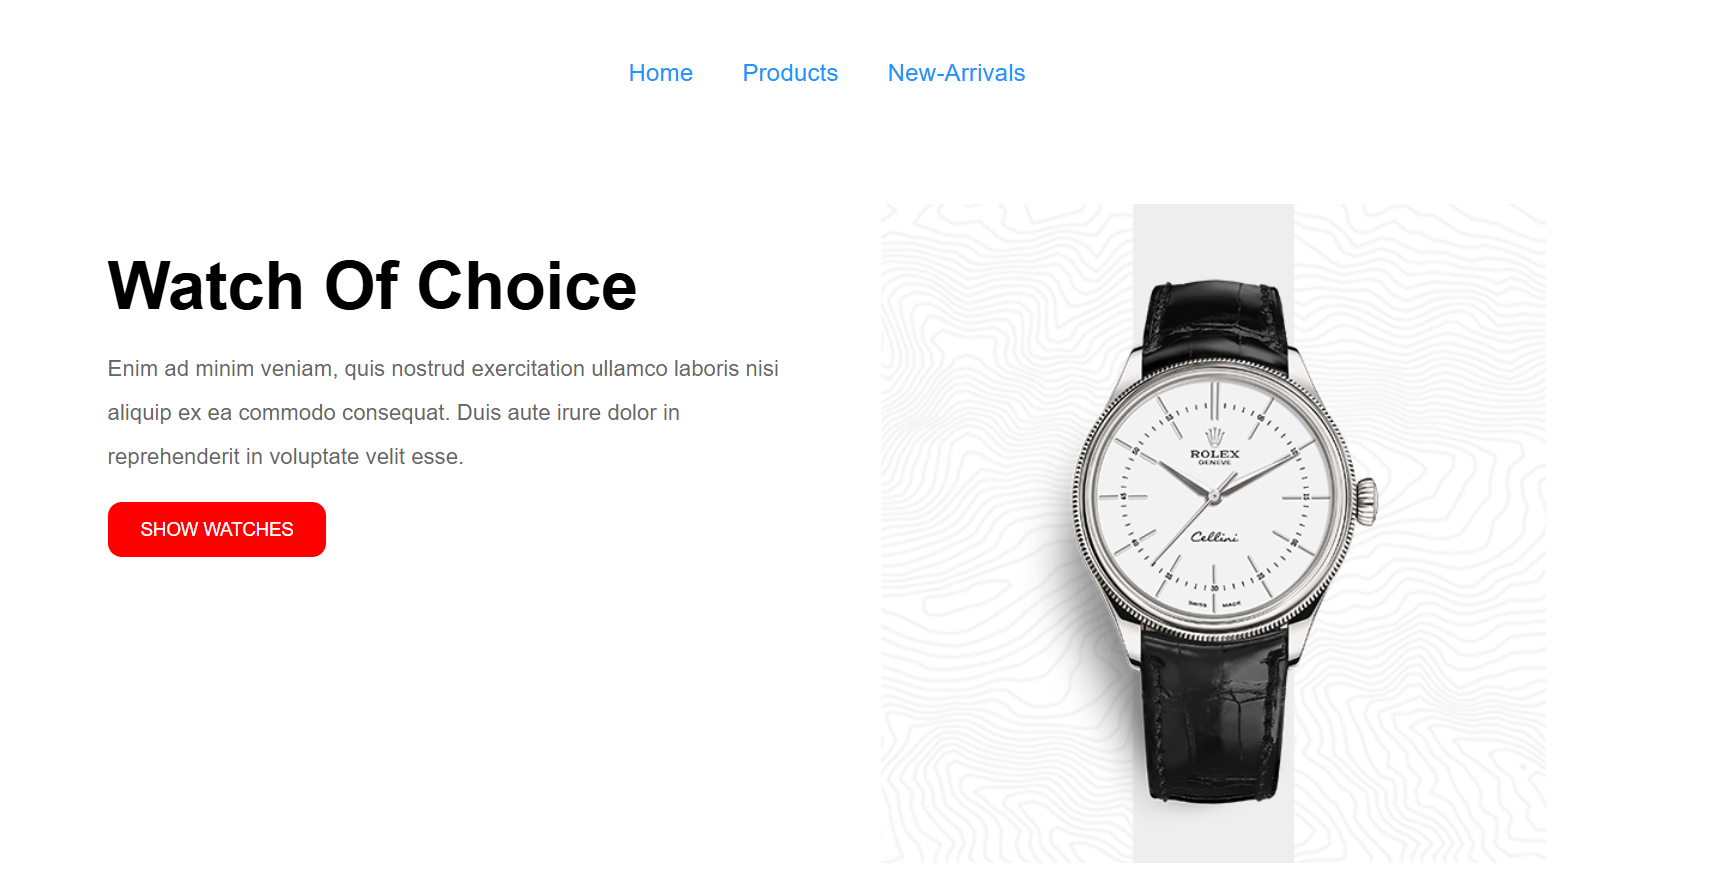 Home Products New-Arrivals
Watch Of Choice
Enim ad minim veniam, quis nostrud exercitation ullamco laboris nisi
aliquip ex ea commodo consequat. Duis aute irure dolor in
reprehenderit in voluptate velit esse.
SHOW WATCHES
ROLEX
GENEVE
Cellini
SWISS MADE